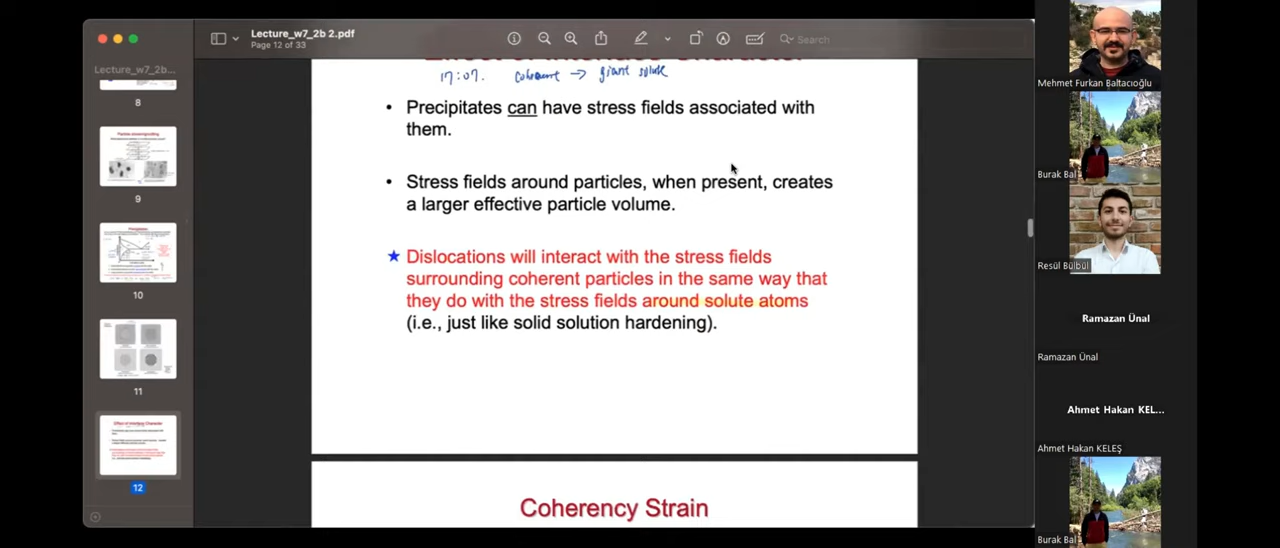 Lecture_w7_2b 2.pdf
Page 12 of 33
Search
Lecture_w7_2b...
8
9
10
11
12
17:07. coherent → giant solute
• Precipitates can have stress fields associated with
them.
• Stress fields around particles, when present, creates
a larger effective particle volume.
★ Dislocations will interact with the stress fields
surrounding coherent particles in the same way that
they do with the stress fields around solute atoms
(i.e., just like solid solution hardening).
Coherency Strain
Mehmet Furkan Baltacıoğlu
Burak Bal
Resül Bülbül
Ramazan Ünal
Ramazan Ünal
Ahmet Hakan KEL...
Ahmet Hakan KELEŞ
Burak Bal